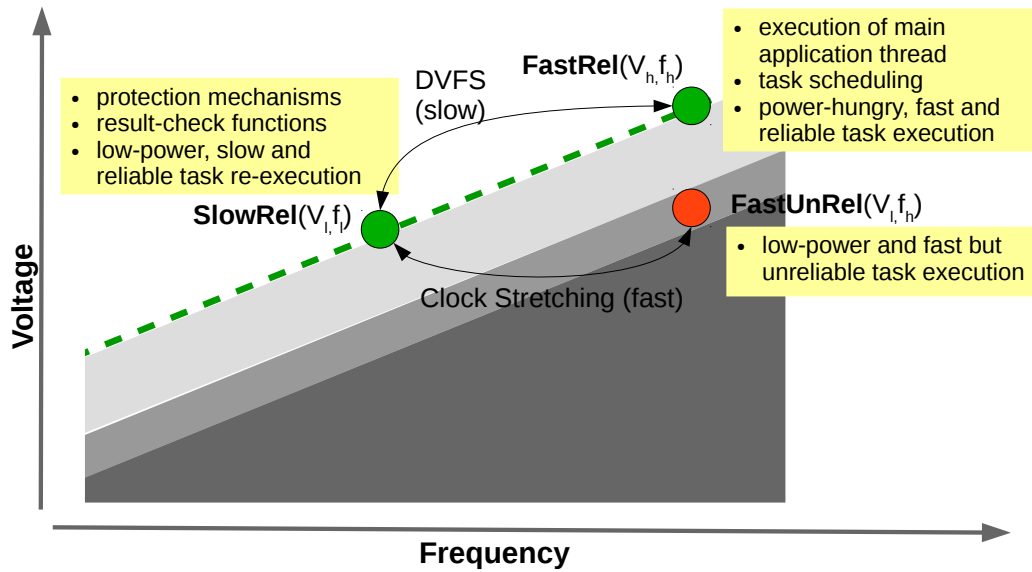 • execution of main
application thread
• task scheduling
• power-hungry, fast and
reliable task execution
FastRel(Vh,fh)
DVFS
(slow)
• protection mechanisms
• result-check functions
• low-power, slow and
reliable task re-execution
SlowRel(Vl,fl)
FastUnRel(Vl,fh)
• low-power and fast but
unreliable task execution
Clock Stretching (fast)
Voltage
Frequency